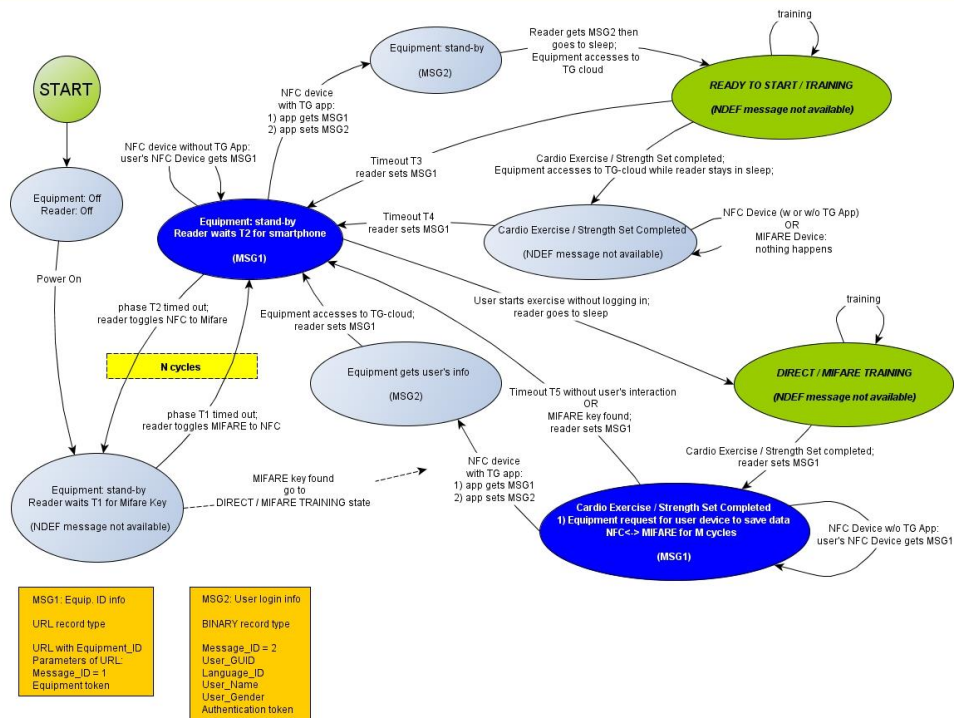 training
Reader gets MSG2 then
goes to sleep;
Equipment accesses to
TG cloud
Equipment: stand-by
(MSG2)
START
READY TO START / TRAINING
(NDEF message not available)
NFC device
with TG app:
1) app gets MSG1
2) app sets MSG2
NFC device without TG App:
user's NFC Device gets MSG1
Timeout T3
reader sets MSG1
Cardio Exercise / Strength Set completed;
Equipment accesses to TG-cloud while reader stays in sleep;
Equipment: Off
Reader: Off
Equipment: stand-by
Reader waits T2 for smartphone
(MSG1)
Timeout T4
reader sets MSG1
Cardio Exercise / Strength Set Completed
(NDEF message not available)
NFC Device (w or w/o TG App)
OR
MIFARE Device:
nothing happens
Power On
phase T2 timed out;
reader toggles NFC to Mifare
Equipment accesses to TG-cloud;
reader sets MSG1
User starts exercise without logging in;
reader goes to sleep
training
N cycles
Equipment gets user's info
(MSG2)
DIRECT / MIFARE TRAINING
(NDEF message not available)
Timeout T5 without user's interaction
OR
MIFARE key found;
reader sets MSG1
phase T1 timed out;
reader toggles MIFARE to NFC
Cardio Exercise / Strength Set completed;
reader sets MSG1
NFC device
with TG app:
1) app gets MSG1
2) app sets MSG2
MIFARE key found
go to
DIRECT / MIFARE TRAINING state
Equipment: stand-by
Reader waits T1 for Mifare Key
(NDEF message not available)
Cardio Exercise / Strength Set Completed
1) Equipment request for user device to save data
NFC<-> MIFARE for M cycles
(MSG1)
NFC Device w/o TG App:
user's NFC Device gets MSG1
MSG1: Equip. ID info
URL record type
URL with Equipment_ID
Parameters of URL:
Message_ID = 1
Equipment token
MSG2: User login info
BINARY record type
Message_ID = 2
User_GUID
Language_ID
User_Name
User_Gender
Authentication token